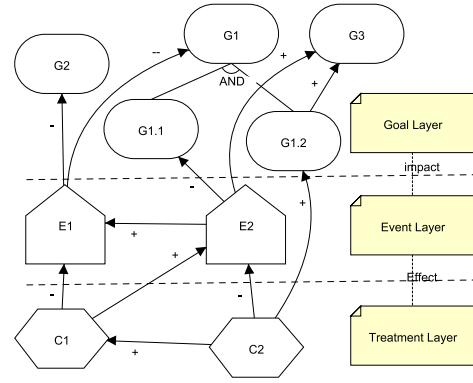 G1
G3
G2
--
+
AND
+
-
G1.1
G1.2
Goal Layer
-
impact
+
E1
E2
Event Layer
+
+
Effect
-
-
C1
C2
Treatment Layer
+